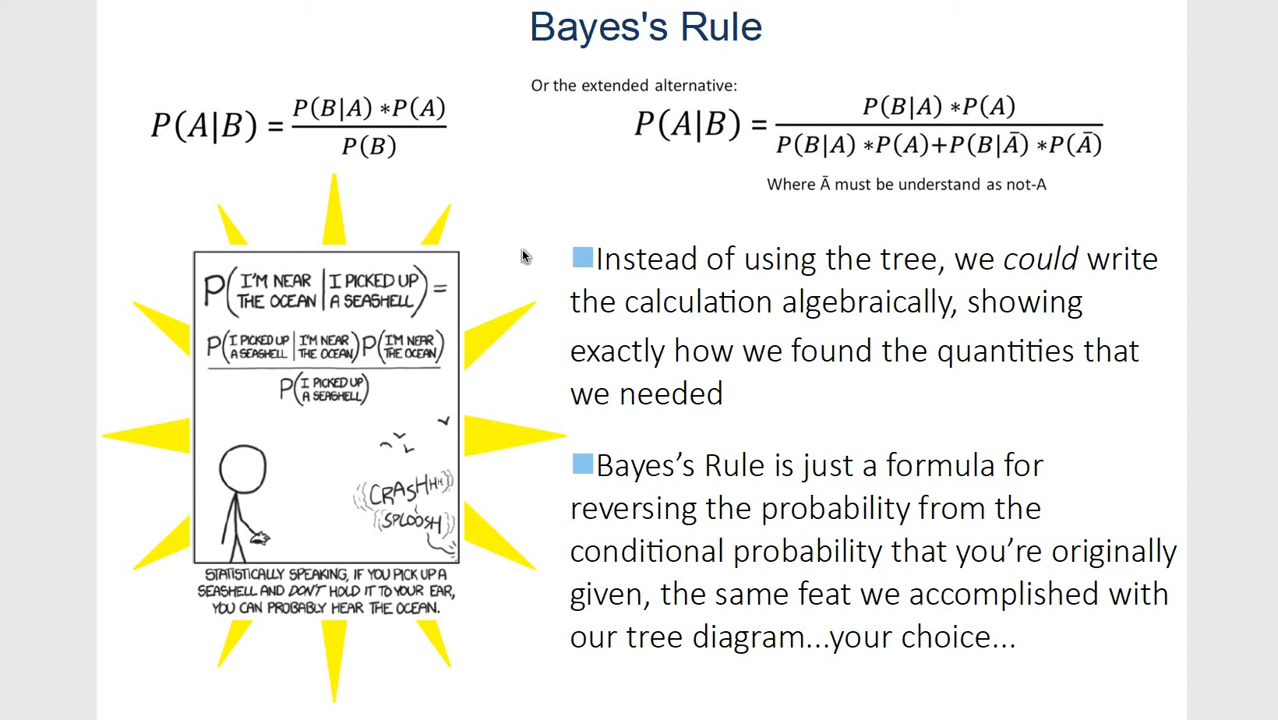 Bayes's Rule
Or the extended alternative:
P(A|B) = P(B|A) *P(A) / P(B)
P(A|B) = P(B|A) *P(A) / P(B|A) *P(A)+P(B|Ā) *P(Ā)
Where Ā must be understand as not-A
P(I'M NEAR THE OCEAN | I PICKED UP A SEASHELL) =
P(I PICKED UP A SEASHELL | I'M NEAR THE OCEAN) P(I'M NEAR THE OCEAN)
P(I PICKED UP A SEASHELL)
CRASHHH
SPLOOSH
STATISTICALLY SPEAKING, IF YOU PICK UP A
SEASHELL AND DON'T HOLD IT TO YOUR EAR,
YOU CAN PROBABLY HEAR THE OCEAN.
Instead of using the tree, we could write
the calculation algebraically, showing
exactly how we found the quantities that
we needed
Bayes’s Rule is just a formula for
reversing the probability from the
conditional probability that you’re originally
given, the same feat we accomplished with
our tree diagram...your choice...